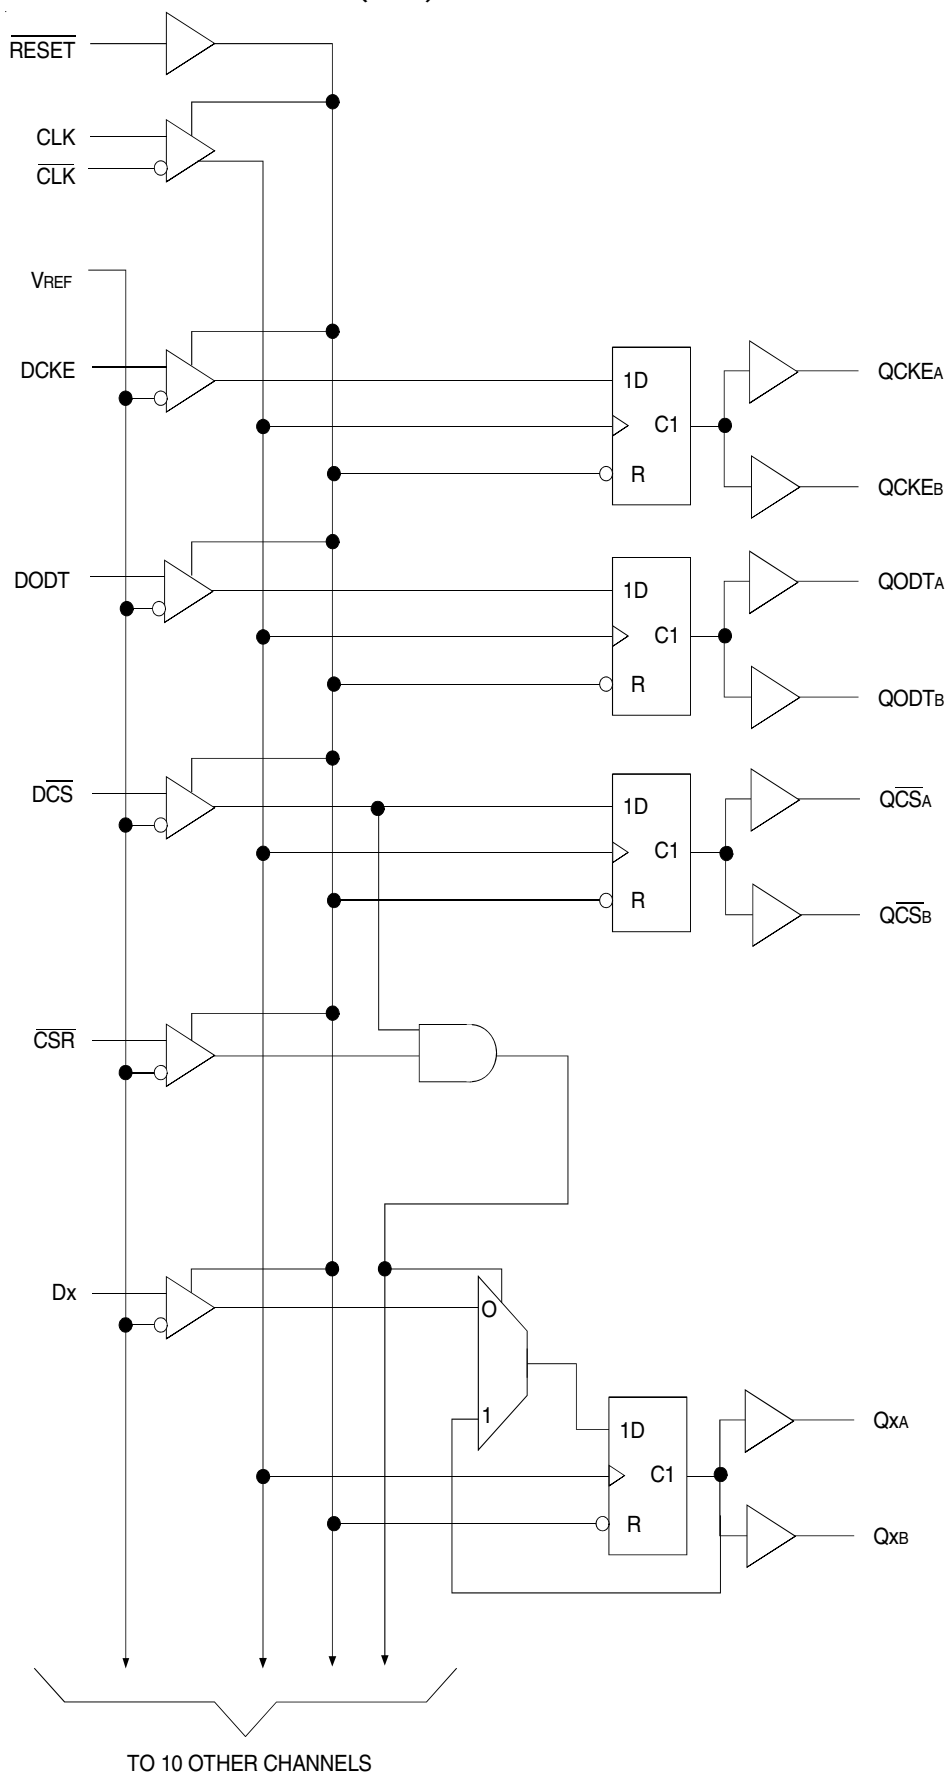 RESET
CLK
CLK
VREF
DCKE
1D
C1
R
QCKEA
QCKEB
DODT
1D
C1
R
QODTA
QODTB
DCS
1D
C1
R
QCSA
QCSB
CSR
Dx
0
1
1D
C1
R
QxA
QxB
TO 10 OTHER CHANNELS